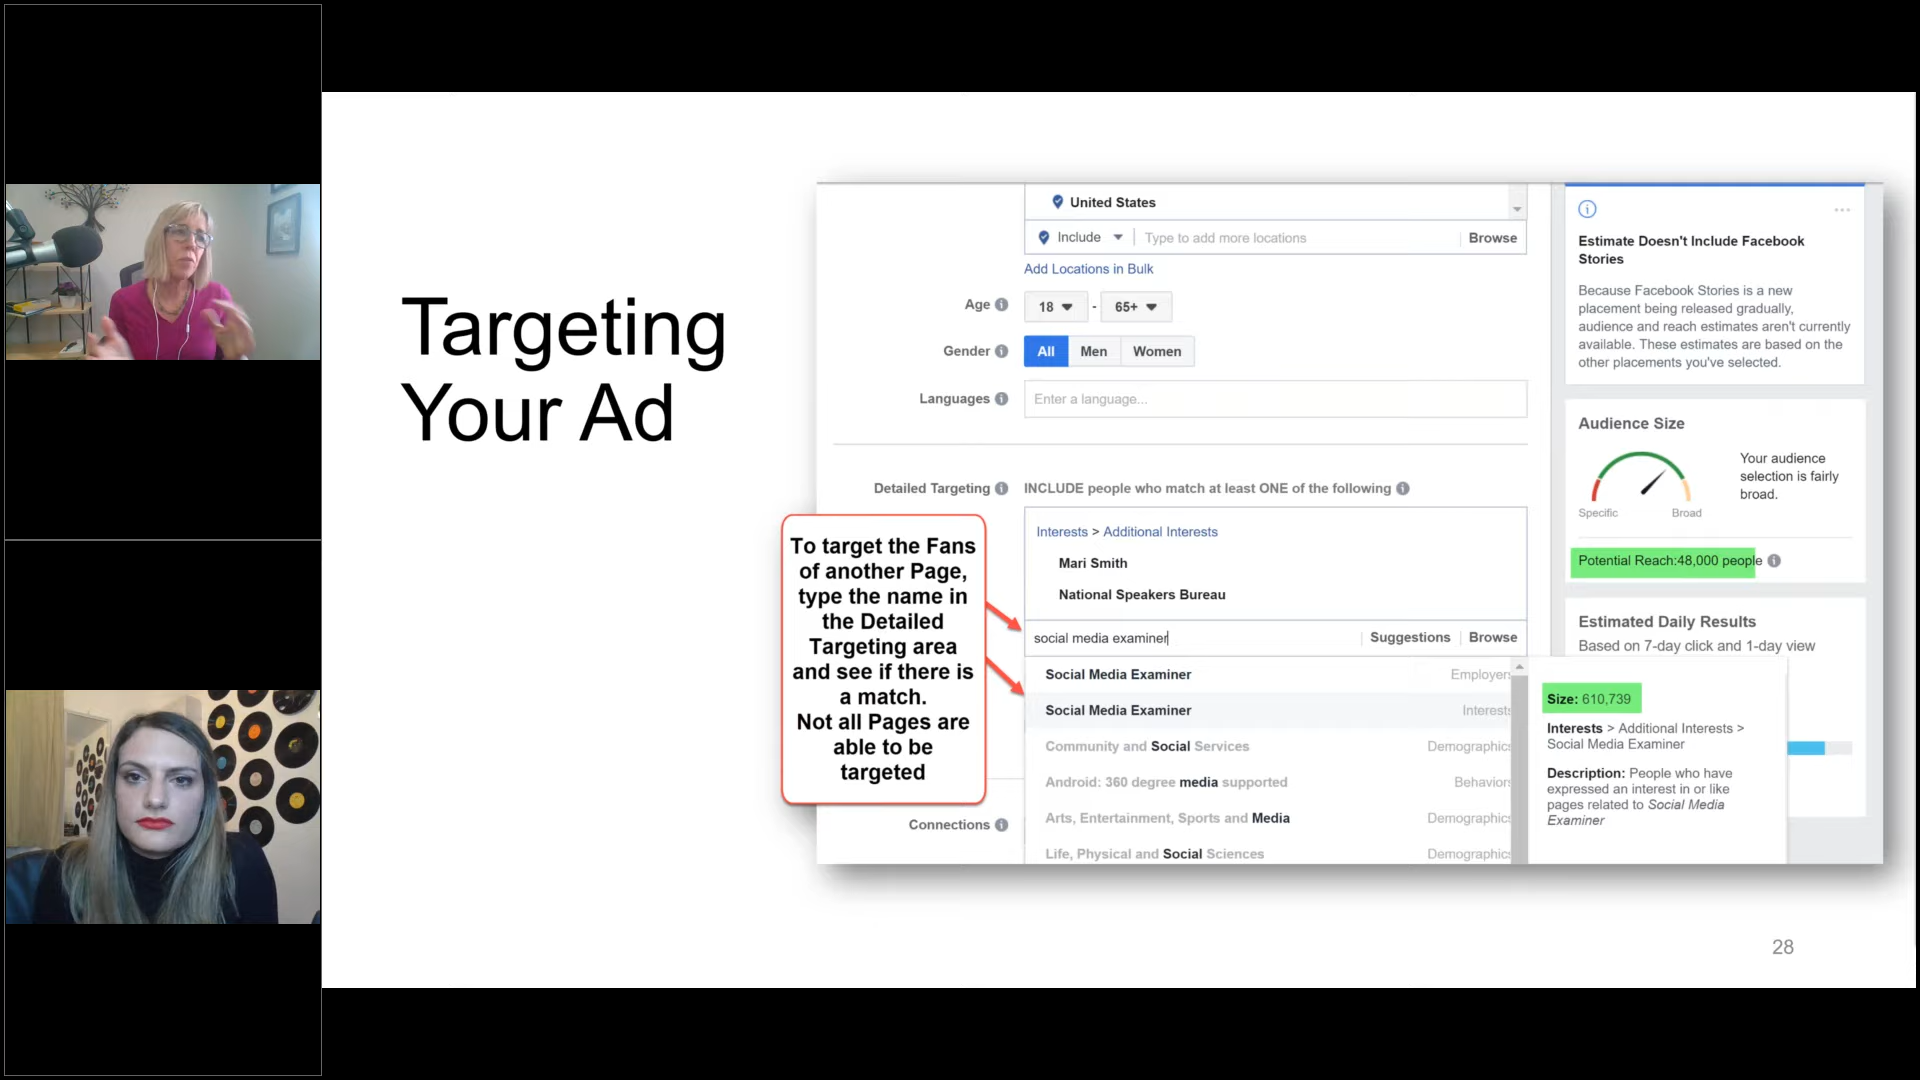 Targeting
Your Ad
United States
Include
Type to add more locations
Browse
Add Locations in Bulk
Age
18 - 65+
Gender
All Men Women
Languages
Enter a language...
Detailed Targeting
INCLUDE people who match at least ONE of the following
Interests > Additional Interests
Mari Smith
National Speakers Bureau
social media examiner
Suggestions
Browse
Social Media Examiner Employers
Social Media Examiner Interests
Community and Social Services Demographics
Android: 360 degree media supported Behaviors
Arts, Entertainment, Sports and Media Demographics
Life, Physical and Social Sciences Demographics
Connections
To target the Fans
of another Page,
type the name in
the Detailed
Targeting area
and see if there is
a match.
Not all Pages are
able to be
targeted
Estimate Doesn't Include Facebook
Stories
Because Facebook Stories is a new
placement being released gradually,
audience and reach estimates aren't currently
available. These estimates are based on the
other placements you've selected.
Audience Size
Your audience
selection is fairly
broad.
Specific
Broad
Potential Reach:48,000 people
Estimated Daily Results
Based on 7-day click and 1-day view
Size: 610,739
Interests > Additional Interests >
Social Media Examiner
Description: People who have
expressed an interest in or like
pages related to Social Media
Examiner
28